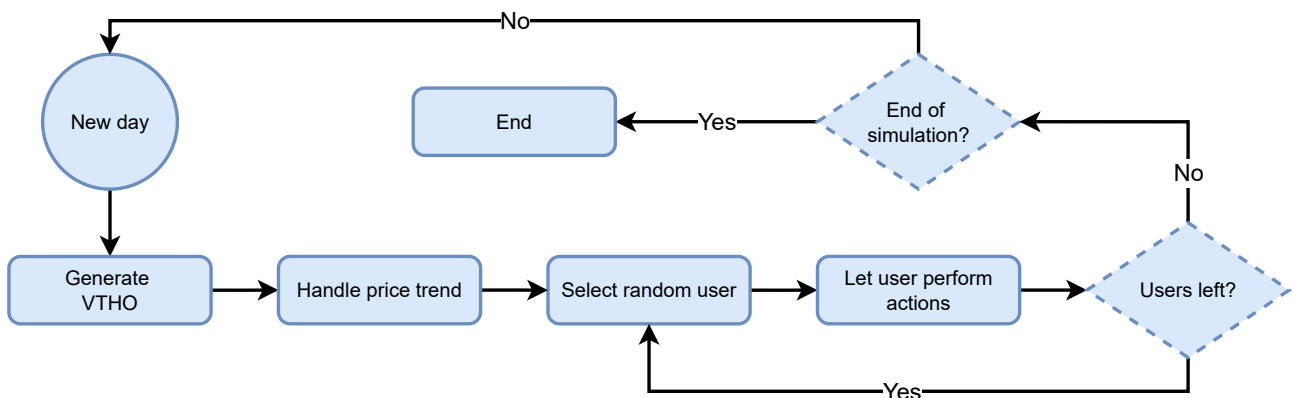 No
New day
End
Yes
End of
simulation?
No
Generate
VTHO
Handle price trend
Select random user
Let user perform
actions
Users left?
Yes